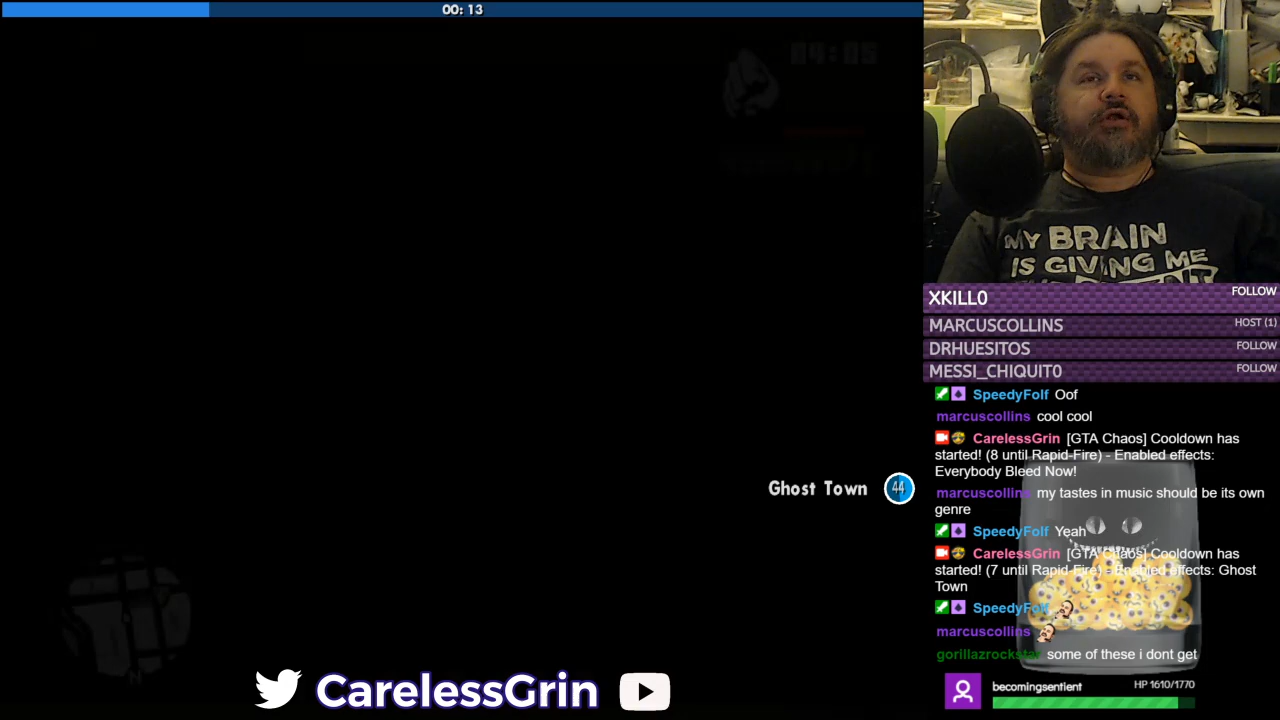 00: 13
04:05
MY BRAIN
IS GIVING ME
Ghost Town 44
XKILL0 FOLLOW
MARCUSCOLLINS HOST (1)
DRHUESITOS FOLLOW
MESSI_CHIQUIT0 FOLLOW
SpeedyFolf Oof
marcuscollins cool cool
CarelessGrin [GTA Chaos] Cooldown has
started! (8 until Rapid-Fire) - Enabled effects:
Everybody Bleed Now!
marcuscollins my tastes in music should be its own
genre
SpeedyFolf Yeah
CarelessGrin [GTA Chaos] Cooldown has
started! (7 until Rapid-Fire) - Enabled effects: Ghost
Town
SpeedyFolf
marcuscollins
gorillazrockstar some of these i dont get
becomingsentient HP 1610/1770
CarelessGrin
N